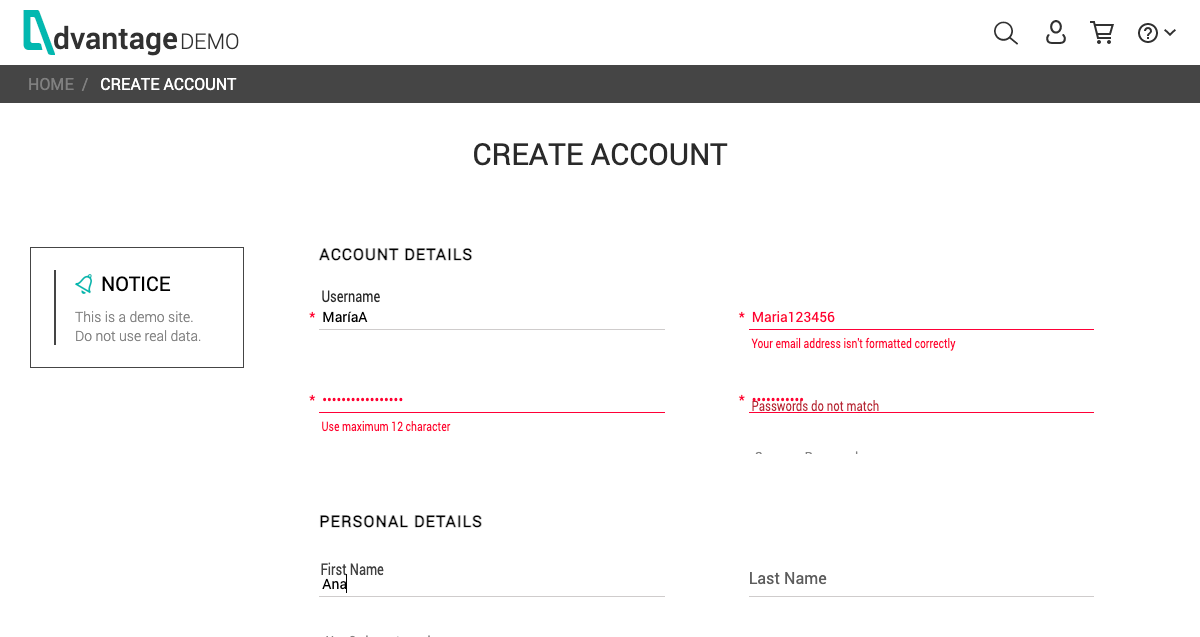 dvantage DEMO
HOME / CREATE ACCOUNT
CREATE ACCOUNT
NOTICE
This is a demo site.
Do not use real data.
ACCOUNT DETAILS
Username
* MaríaA
* Maria123456
Your email address isn't formatted correctly
* •••••••••••••••••
Use maximum 12 character
* •••••••••••
Passwords do not match
PERSONAL DETAILS
First Name
Ana
Last Name